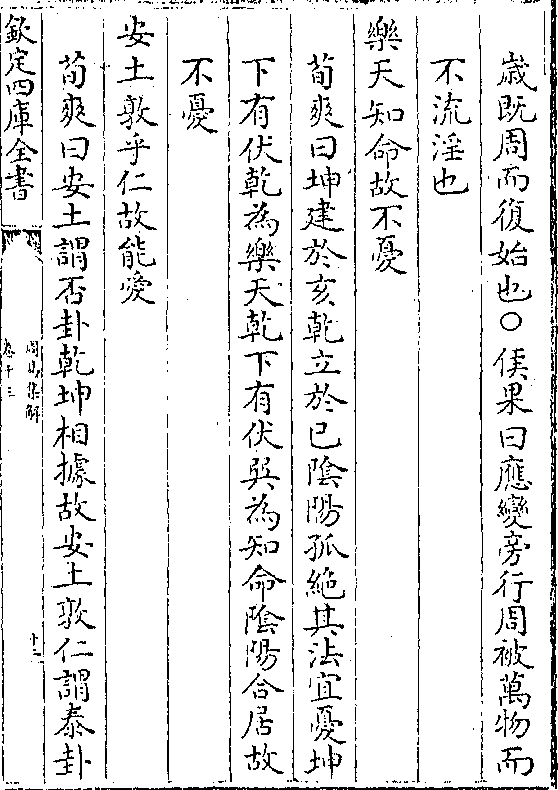 歲既周而復始也○侯果曰應變旁行周被萬物而
不流淫也
樂天知命故不憂
荀爽曰坤建於亥乾立於巳陰陽孤絶其法宜憂坤
下有伏乾為樂天乾下有伏巽為知命陰陽合居故
不憂
安土敦乎仁故能愛
荀爽曰安土謂否卦乾坤相據故安土敦仁謂泰卦
欽定四庫全書
周易集解
卷十三